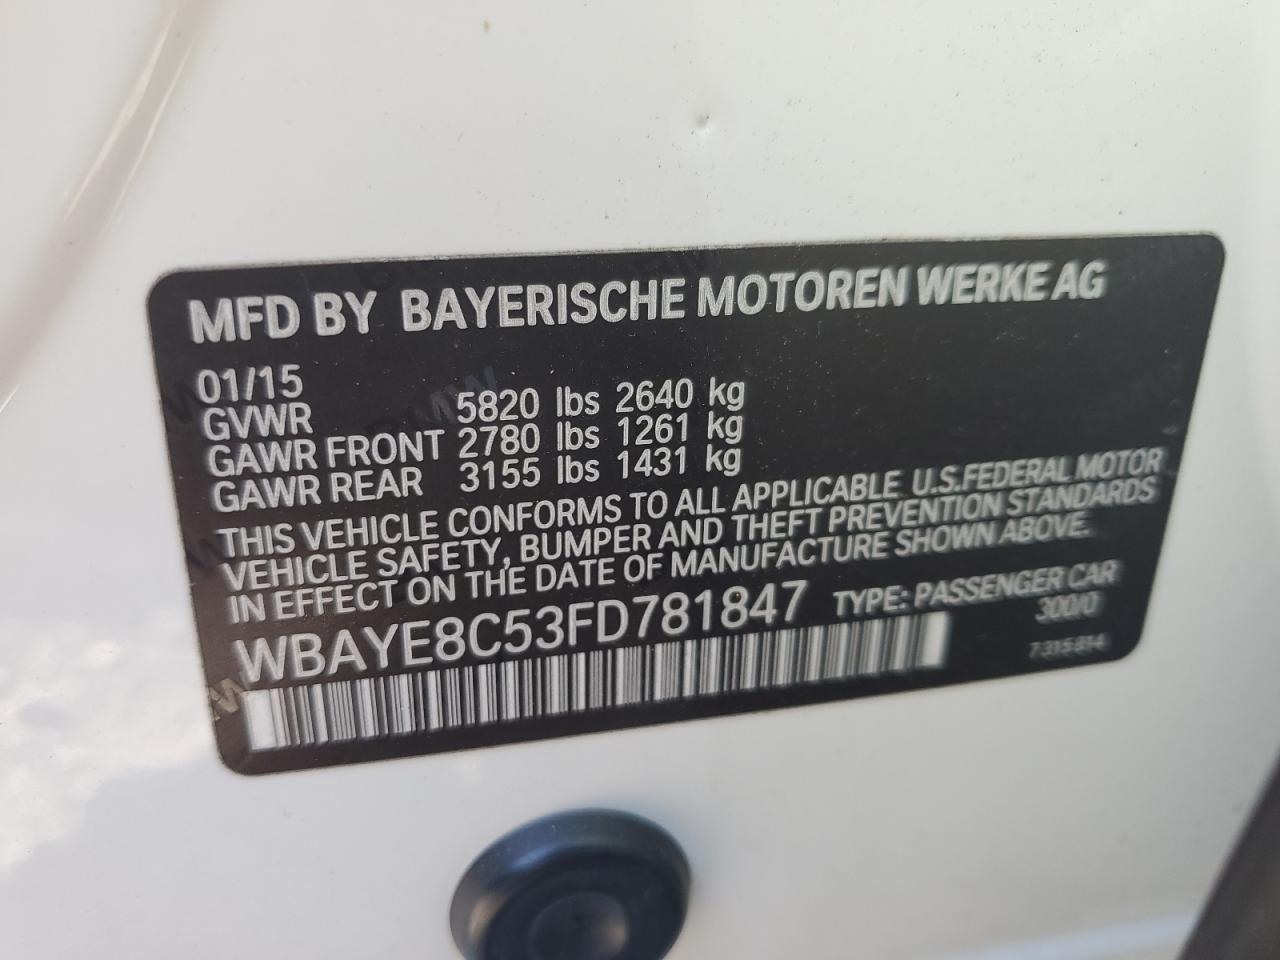 MFD BY BAYERISCHE MOTOREN WERKE AG
01/15
GVWR 5820 lbs 2640 kg
GAWR FRONT 2780 lbs 1261 kg
GAWR REAR 3155 lbs 1431 kg
THIS VEHICLE CONFORMS TO ALL APPLICABLE U.S.FEDERAL MOTOR
VEHICLE SAFETY, BUMPER AND THEFT PREVENTION STANDARDS
IN EFFECT ON THE DATE OF MANUFACTURE SHOWN ABOVE.
WBAYE8C53FD781847 TYPE: PASSENGER CAR
300/0